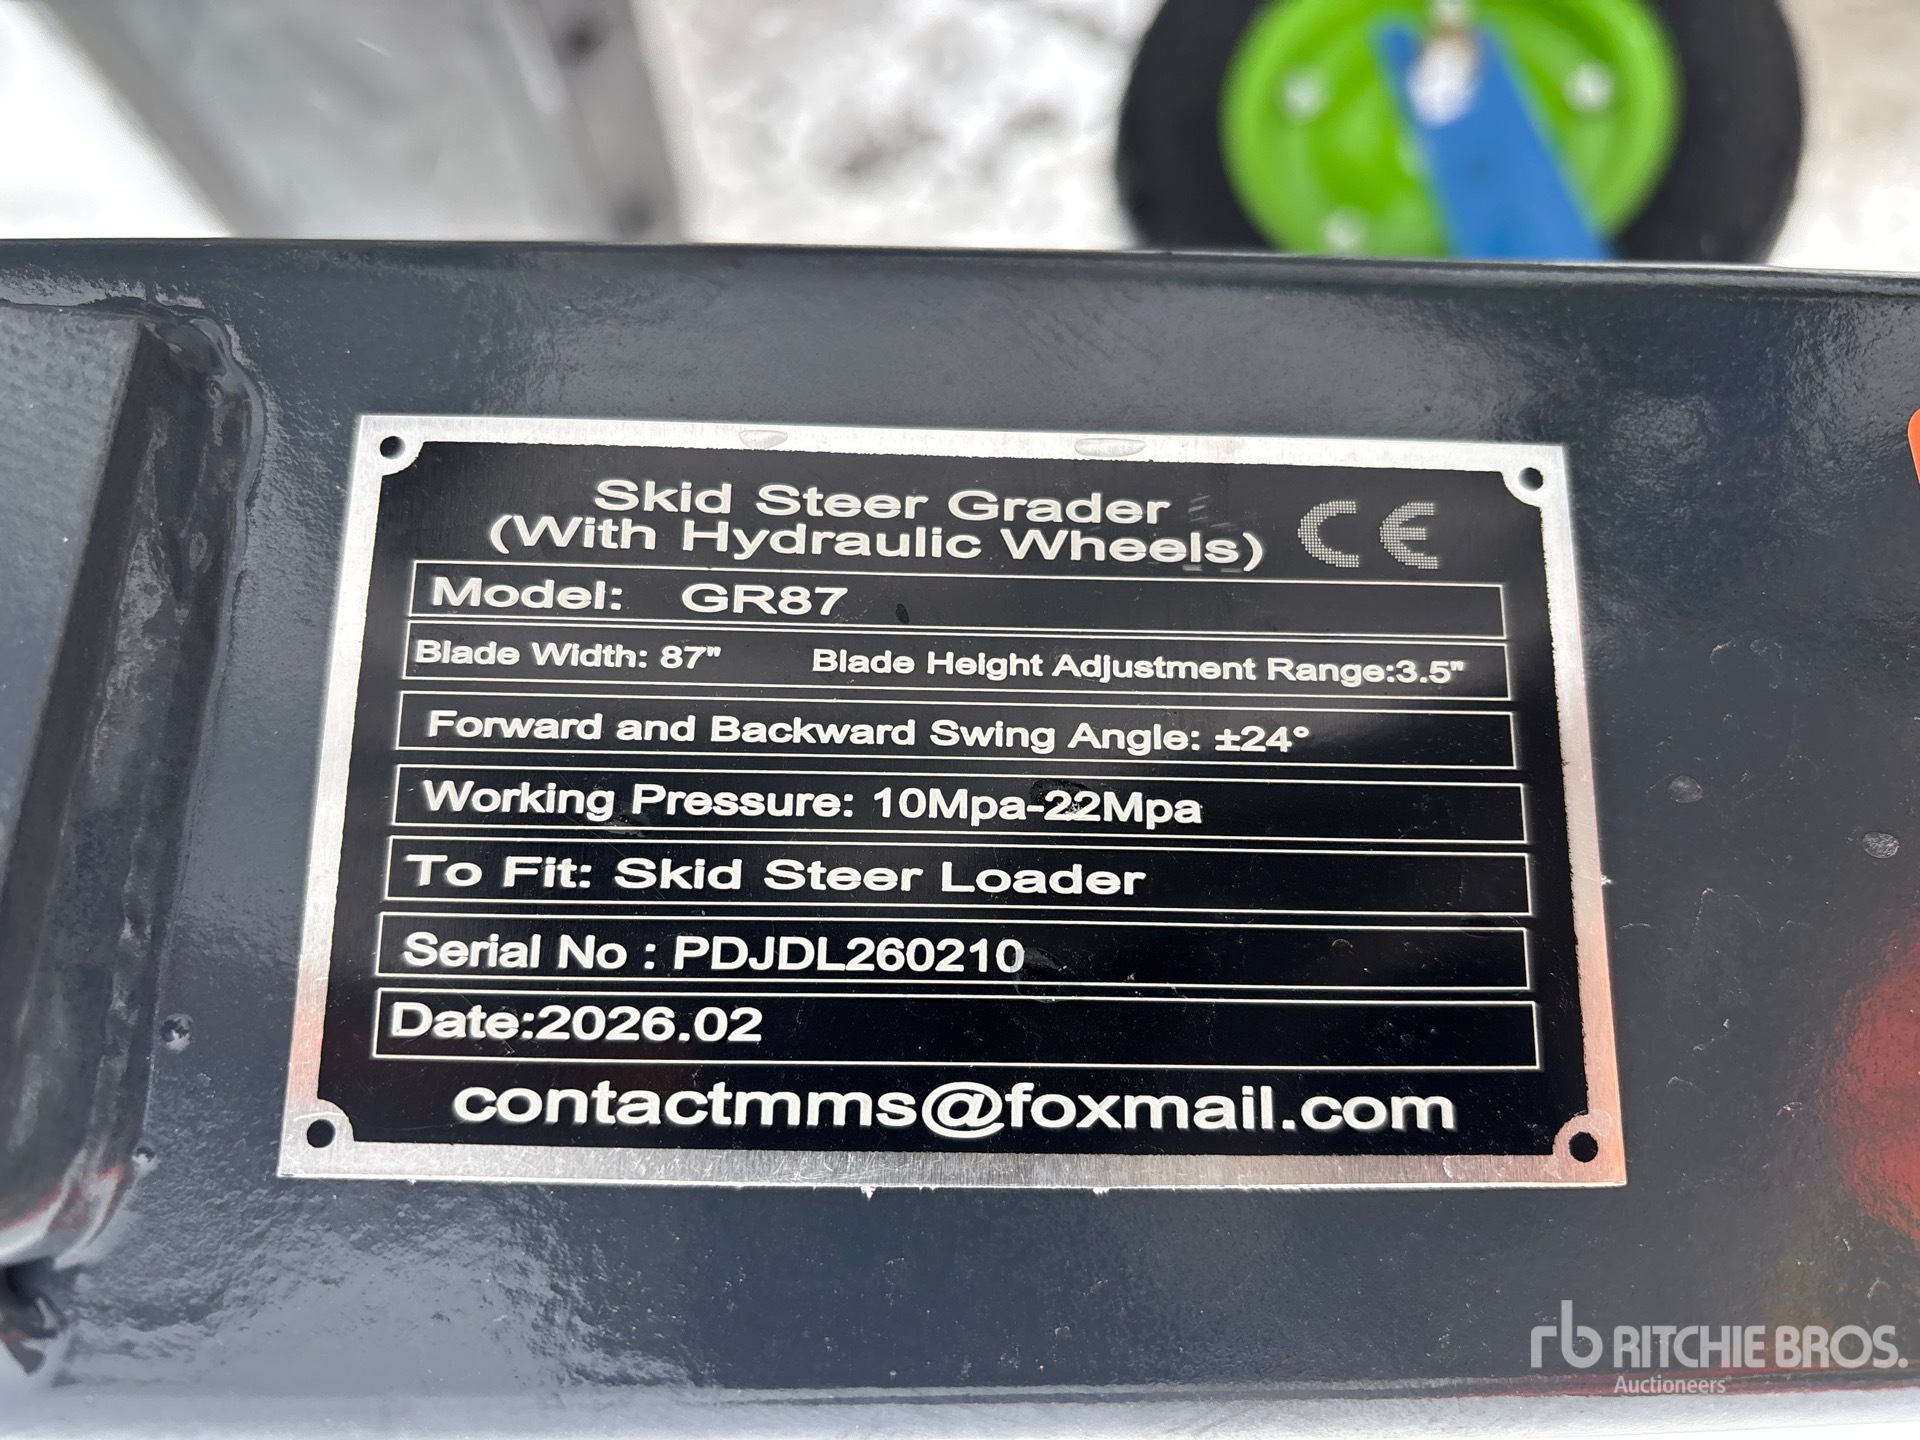 Skid Steer Grader
(With Hydraulic Wheels)
CE
Model: GR87
Blade Width: 87" Blade Height Adjustment Range:3.5"
Forward and Backward Swing Angle: ±24°
Working Pressure: 10Mpa-22Mpa
To Fit: Skid Steer Loader
Serial No : PDJDL260210
Date:2026.02
contactmms@foxmail.com
rb RITCHIE BROS.
Auctioneers